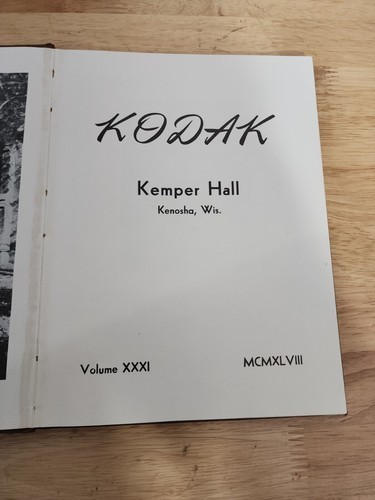 KODAK
Kemper Hall
Kenosha, Wis.
Volume XXXI MCMXLVIII